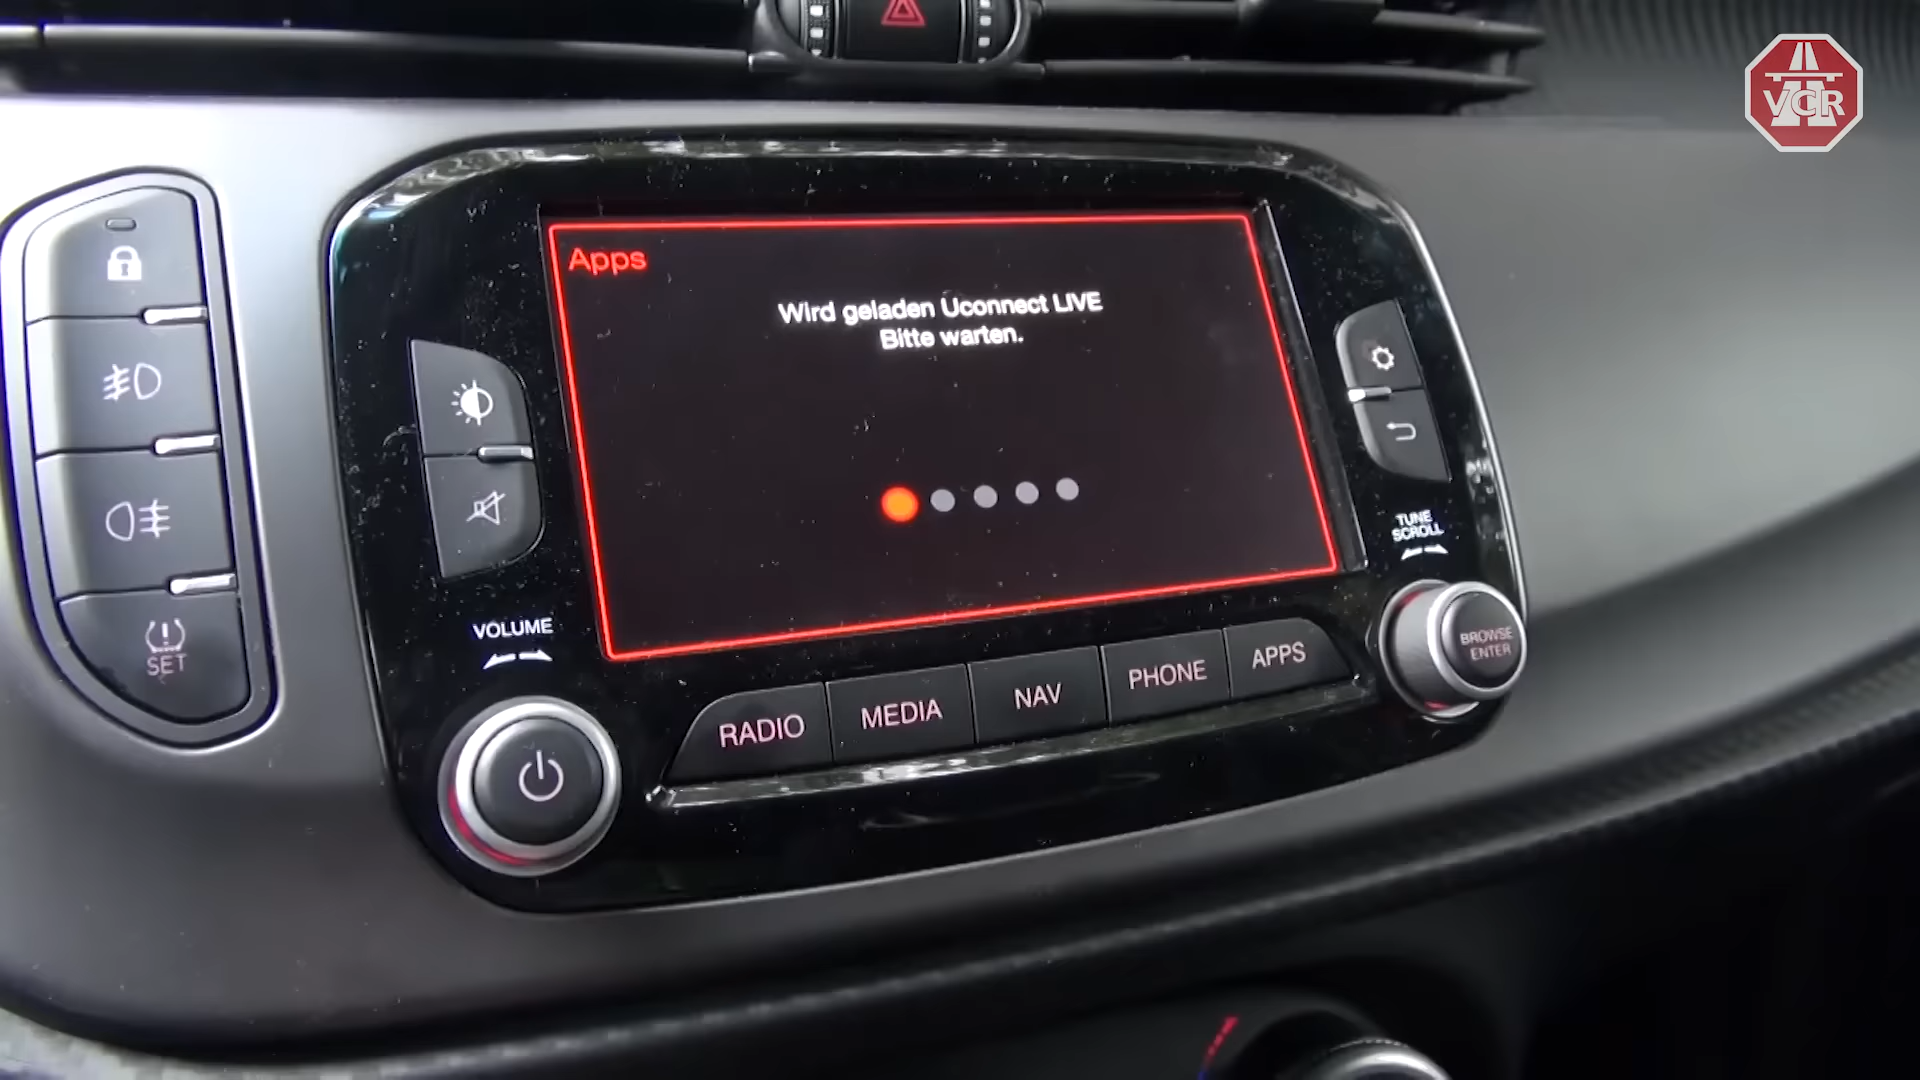 VCR
Apps
Wird geladen Uconnect LIVE
Bitte warten.
TUNE
SCROLL
VOLUME
SET
BROWSE
ENTER
RADIO
MEDIA
NAV
PHONE
APPS